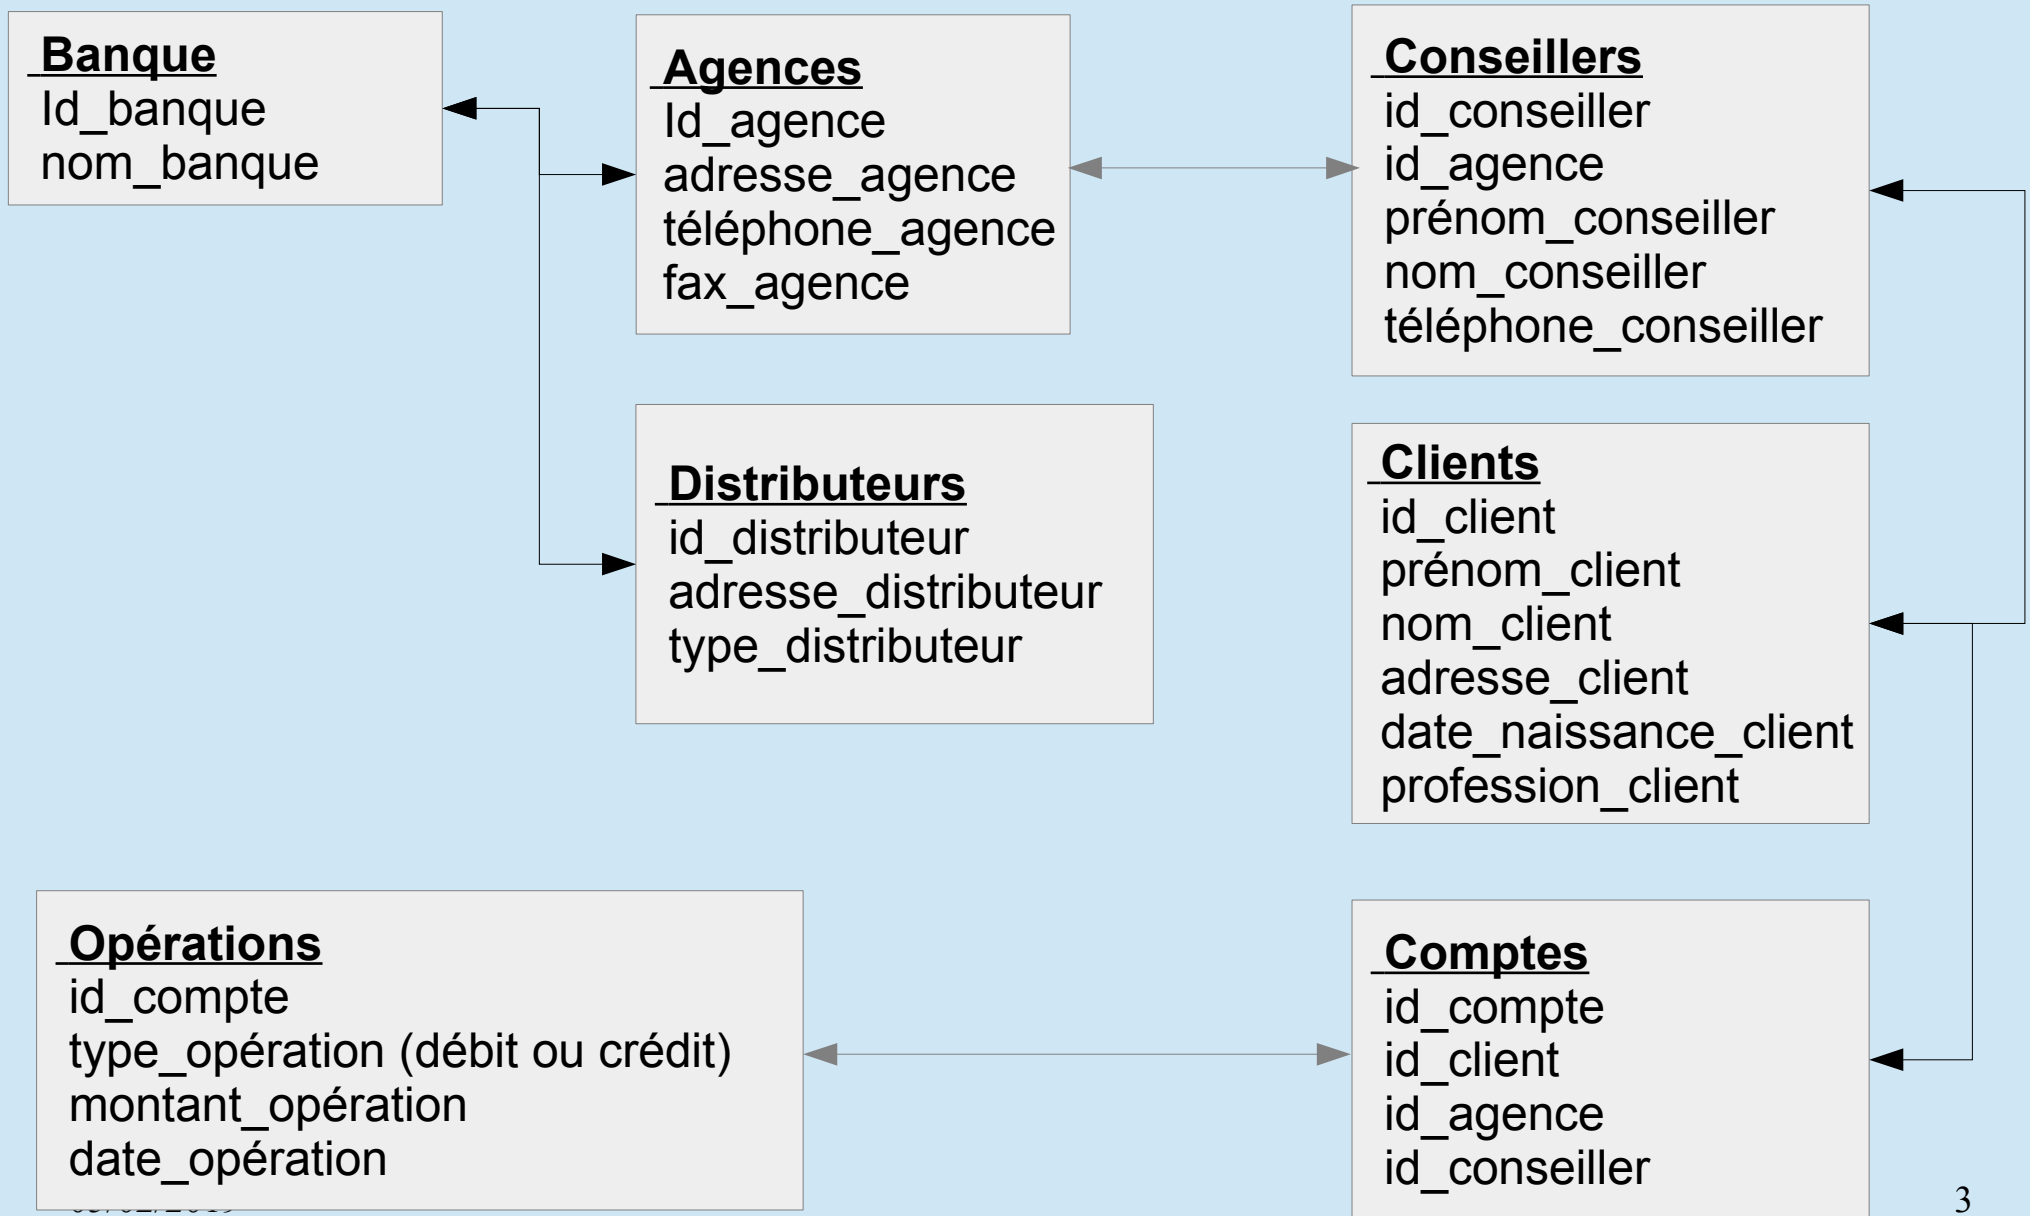 Banque
Id_banque
nom_banque
Agences
Id_agence
adresse_agence
téléphone_agence
fax_agence
Conseillers
id_conseiller
id_agence
prénom_conseiller
nom_conseiller
téléphone_conseiller
Distributeurs
id_distributeur
adresse_distributeur
type_distributeur
Clients
id_client
prénom_client
nom_client
adresse_client
date_naissance_client
profession_client
Opérations
id_compte
type_opération (débit ou crédit)
montant_opération
date_opération
Comptes
id_compte
id_client
id_agence
id_conseiller
3